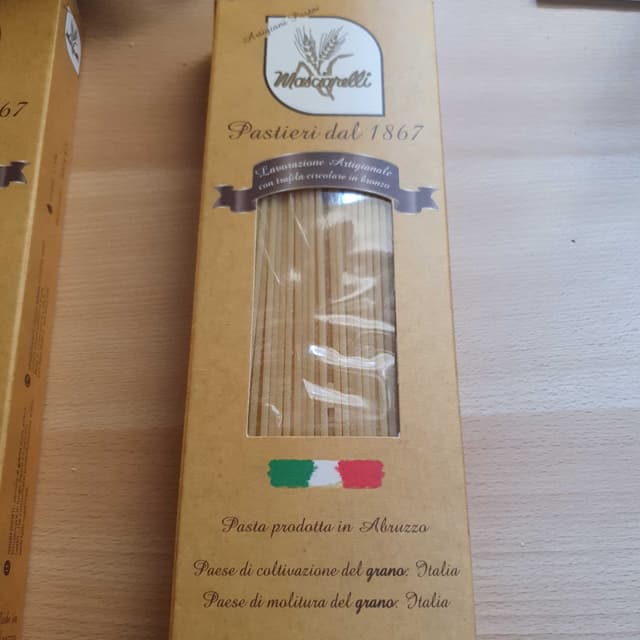 Artigiani Pastai
Mascarelli
Pastieri dal 1867
Lavorazione Artigianale
con trafila circolare in bronzo
Pasta prodotta in Abruzzo
Paese di coltivazione del grano: Italia
Paese di molitura del grano: Italia
67